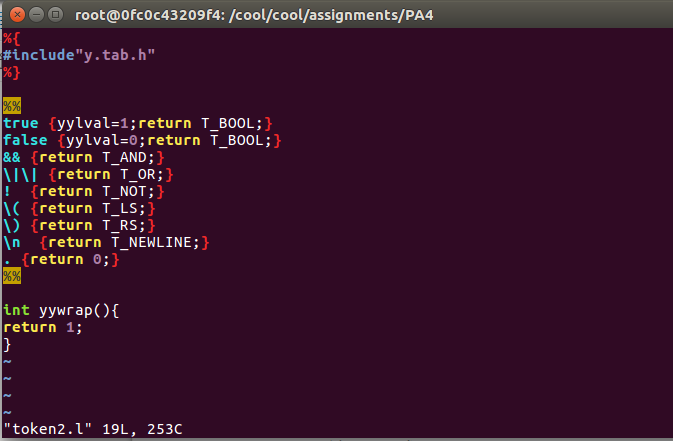 root@0fc0c43209f4: /cool/cool/assignments/PA4
%{
#include"y.tab.h"
%}
%%
true {yylval=1;return T_BOOL;}
false {yylval=0;return T_BOOL;}
&& {return T_AND;}
\|\| {return T_OR;}
!  {return T_NOT;}
\( {return T_LS;}
\) {return T_RS;}
\n  {return T_NEWLINE;}
. {return 0;}
%%
int yywrap(){
return 1;
}
~
~
~
~
"token2.l" 19L, 253C